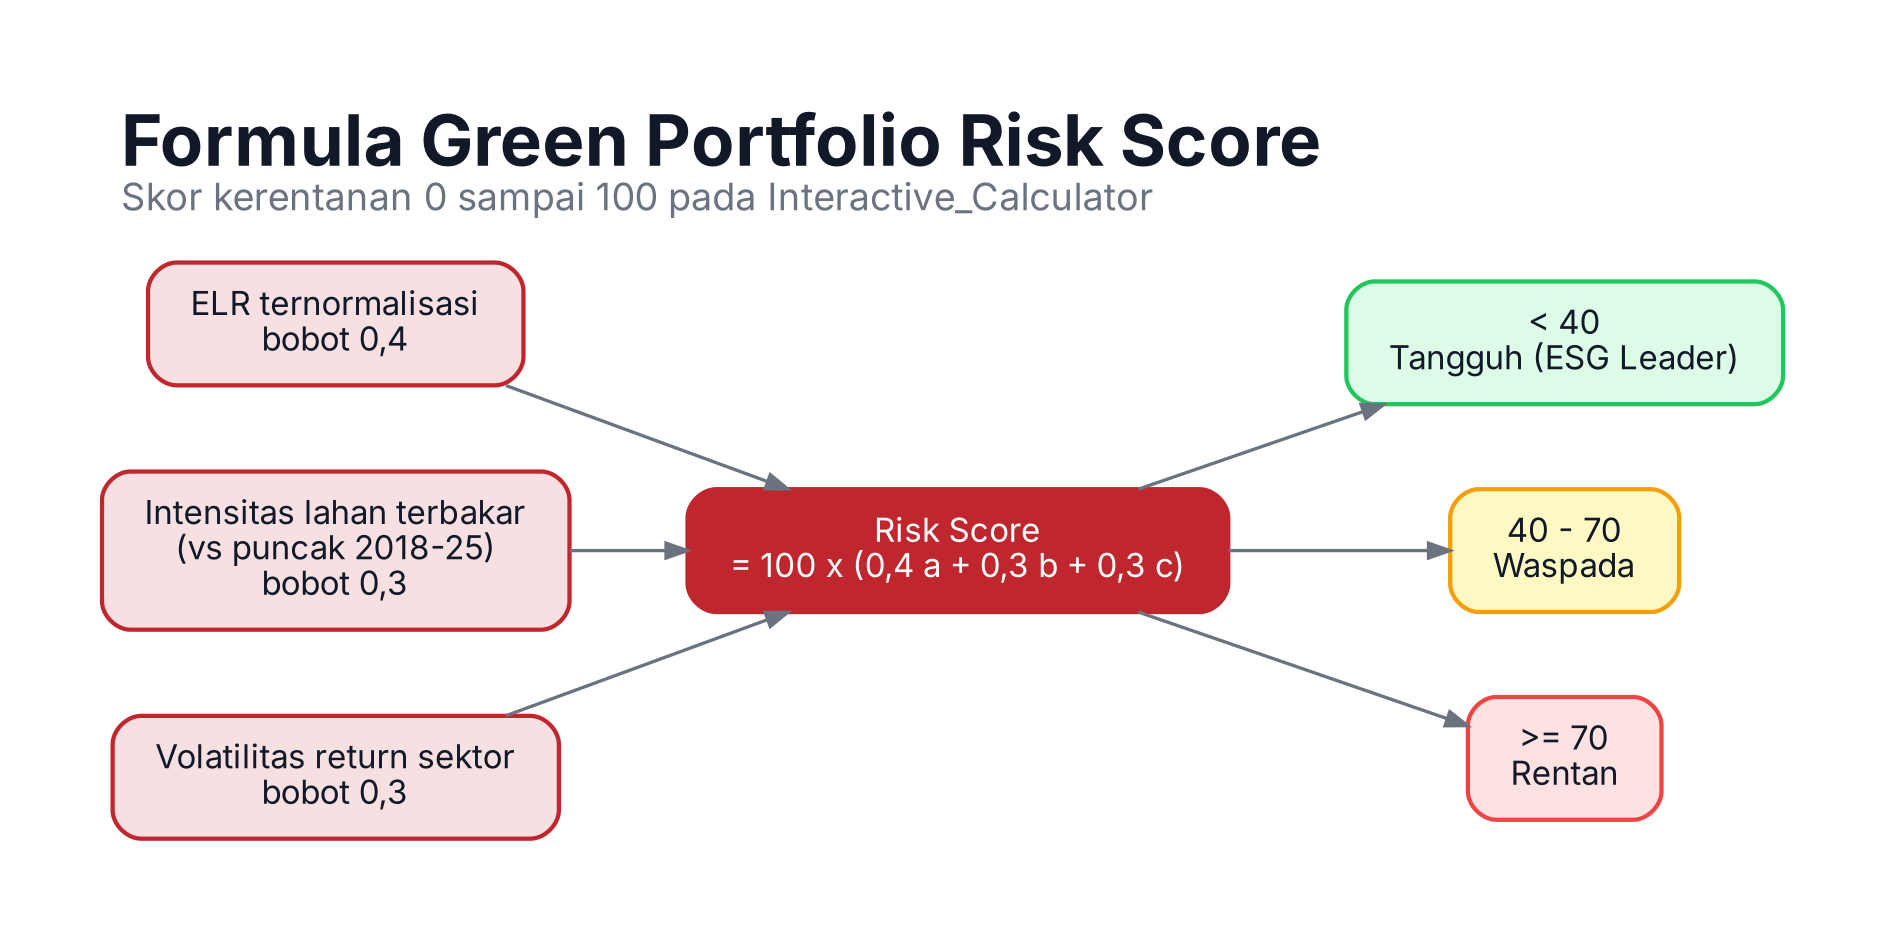 Formula Green Portfolio Risk Score
Skor kerentanan 0 sampai 100 pada Interactive_Calculator
ELR ternormalisasi
bobot 0,4
Intensitas lahan terbakar
(vs puncak 2018-25)
bobot 0,3
Volatilitas return sektor
bobot 0,3
Risk Score
= 100 x (0,4 a + 0,3 b + 0,3 c)
< 40
Tangguh (ESG Leader)
40 - 70
Waspada
>= 70
Rentan